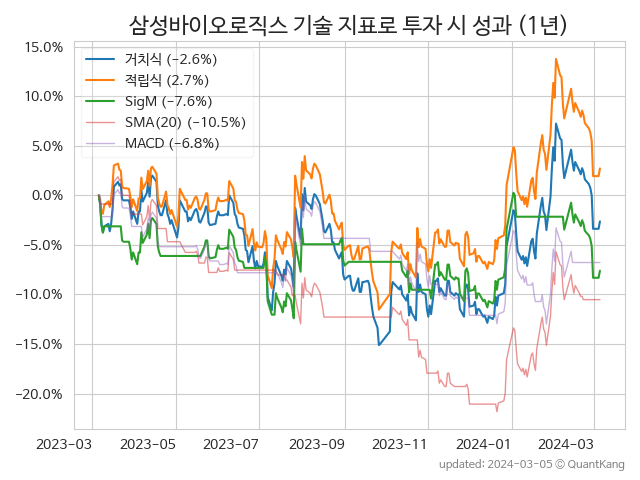 삼성바이오로직스 기술 지표로 투자 시 성과 (1년)
15.0%
10.0%
5.0%
0.0%
−5.0%
−10.0%
−15.0%
−20.0%
거치식 (−2.6%)
적립식 (2.7%)
SigM (−7.6%)
SMA(20) (−10.5%)
MACD (−6.8%)
2023−03 2023−05 2023−07 2023−09 2023−11 2024−01 2024−03
updated: 2024−03−05 ⓒ QuantKang